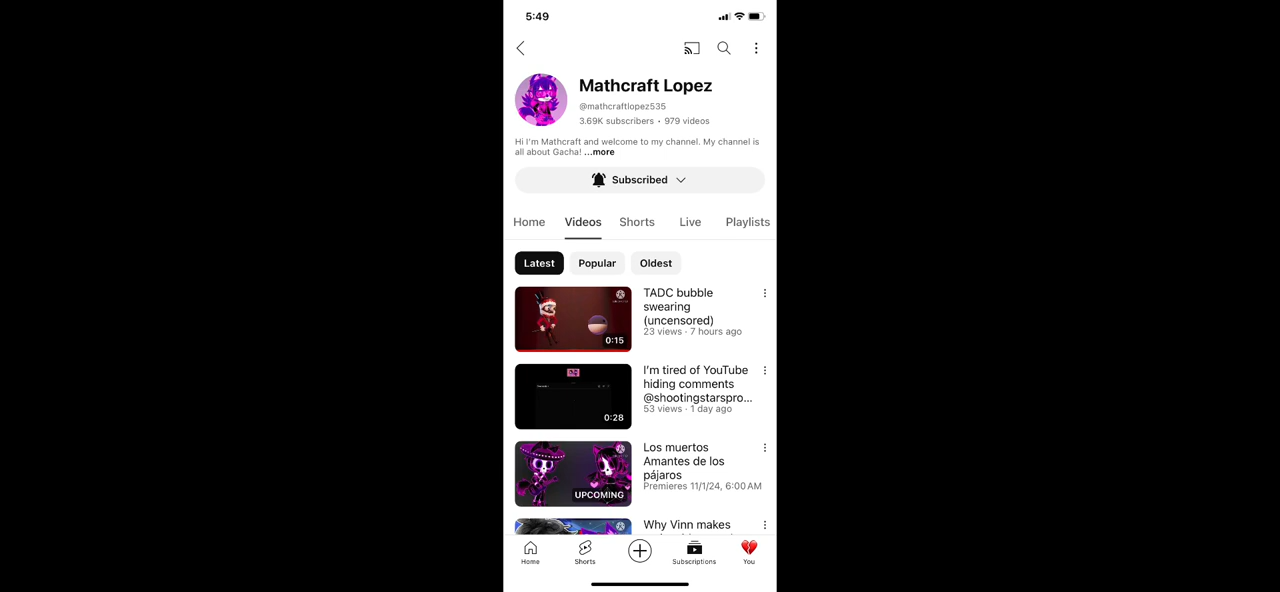 5:49
Mathcraft Lopez
@mathcraftlopez535
3.69K subscribers • 979 videos
Hi I'm Mathcraft and welcome to my channel. My channel is
all about Gacha! ...more
Subscribed
Home Videos Shorts Live Playlists
Latest Popular Oldest
TADC bubble
swearing
(uncensored)
23 views · 7 hours ago
0:15
I'm tired of YouTube
hiding comments
@shootingstarspro...
53 views · 1 day ago
0:28
Los muertos
Amantes de los
pájaros
Premieres 11/1/24, 6:00 AM
UPCOMING
Why Vinn makes
Home Shorts Subscriptions You